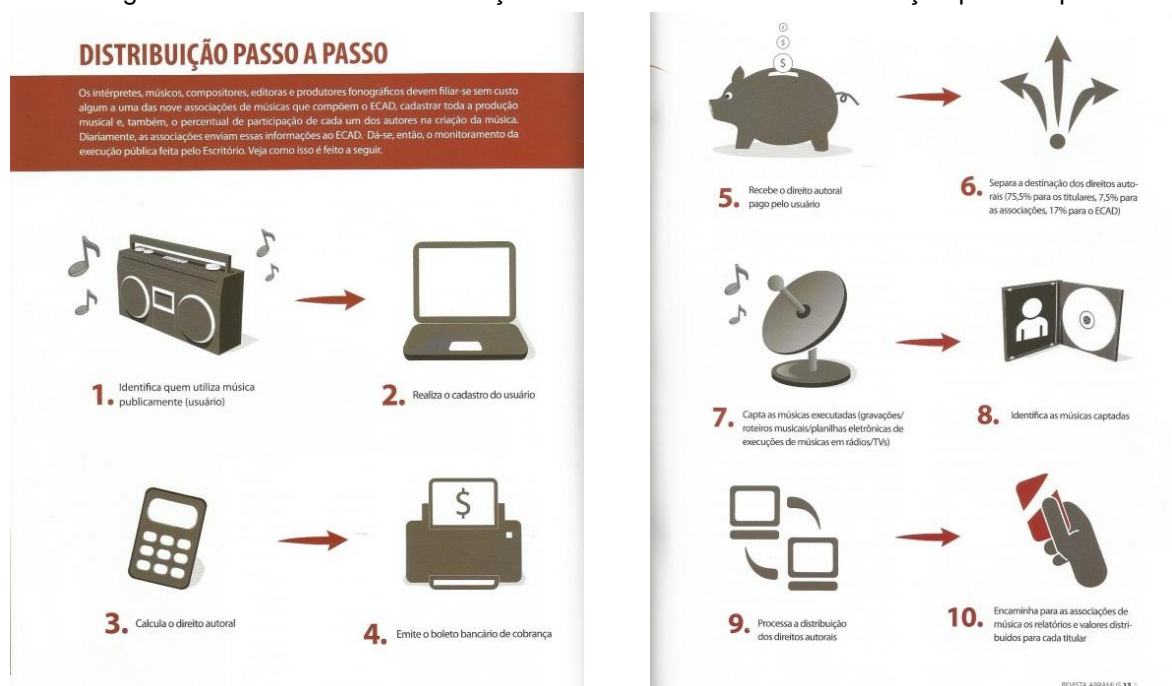 DISTRIBUIÇÃO PASSO A PASSO
Os intérpretes, músicos, compositores, editoras e produtores fonográficos devem filiar-se sem custo
algum a uma das nove associações de músicas que compõem o ECAD, cadastrar toda a produção
musical e, também, o percentual de participação de cada um dos autores na criação da música.
Diariamente, as associações enviam essas informações ao ECAD. Dá-se, então, o monitoramento da
execução pública feita pelo Escritório. Veja como isso é feito a seguir.
1. Identifica quem utiliza música
publicamente (usuário)
2. Realiza o cadastro do usuário
3. Calcula o direito autoral
$
4. Emite o boleto bancário de cobrança
$
$
$
5. Recebe o direito autoral
pago pelo usuário
6. Separa a destinação dos direitos auto-
rais (75,5% para os titulares, 7,5% para
as associações, 17% para o ECAD)
7. Capta as músicas executadas (gravações/
roteiros musicais/planilhas eletrônicas de
execuções de músicas em rádios/TVs)
8. Identifica as músicas captadas
9. Processa a distribuição
dos direitos autorais
10. Encaminha para as associações de
música os relatórios e valores distri-
buídos para cada titular
REVISTA ABRAMUS 13